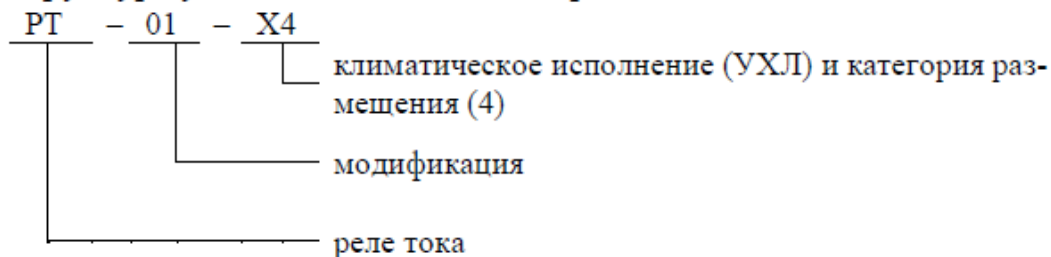 РТ – 01 – Х4
климатическое исполнение (УХЛ) и категория раз-
мещения (4)
модификация
реле тока